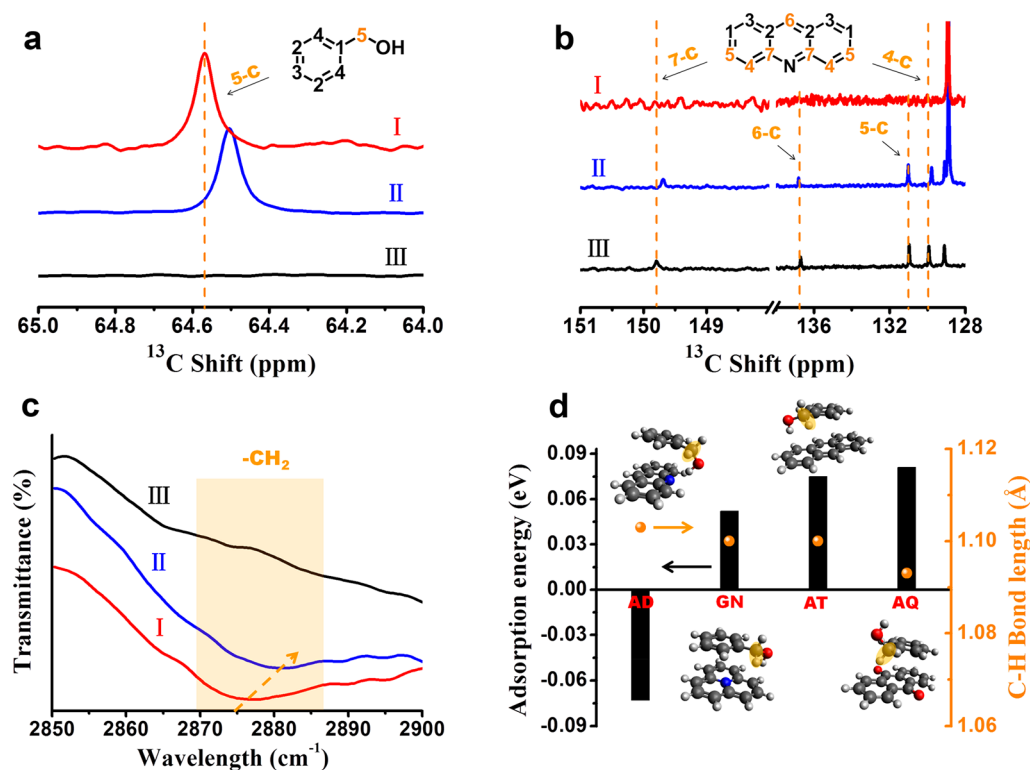 a
5
OH
4
1
2
2
3
4
5-C
I
II
III
65.0 64.8 64.6 64.4 64.2 64.0
13C Shift (ppm)
b
3 6 3
1 2 2 1
5 7 7 5
4 N 4
7-C
4-C
I
6-C
5-C
II
III
151 150 149 136 132 128
13C Shift (ppm)
c
-CH2
III
II
I
Transmittance (%)
2850 2860 2870 2880 2890 2900
Wavelength (cm-1)
d
0.09
0.06
0.03
0.00
-0.03
-0.06
-0.09
Adsorption energy (eV)
AD GN AT AQ
1.12
1.10
1.08
1.06
C-H Bond length (Å)